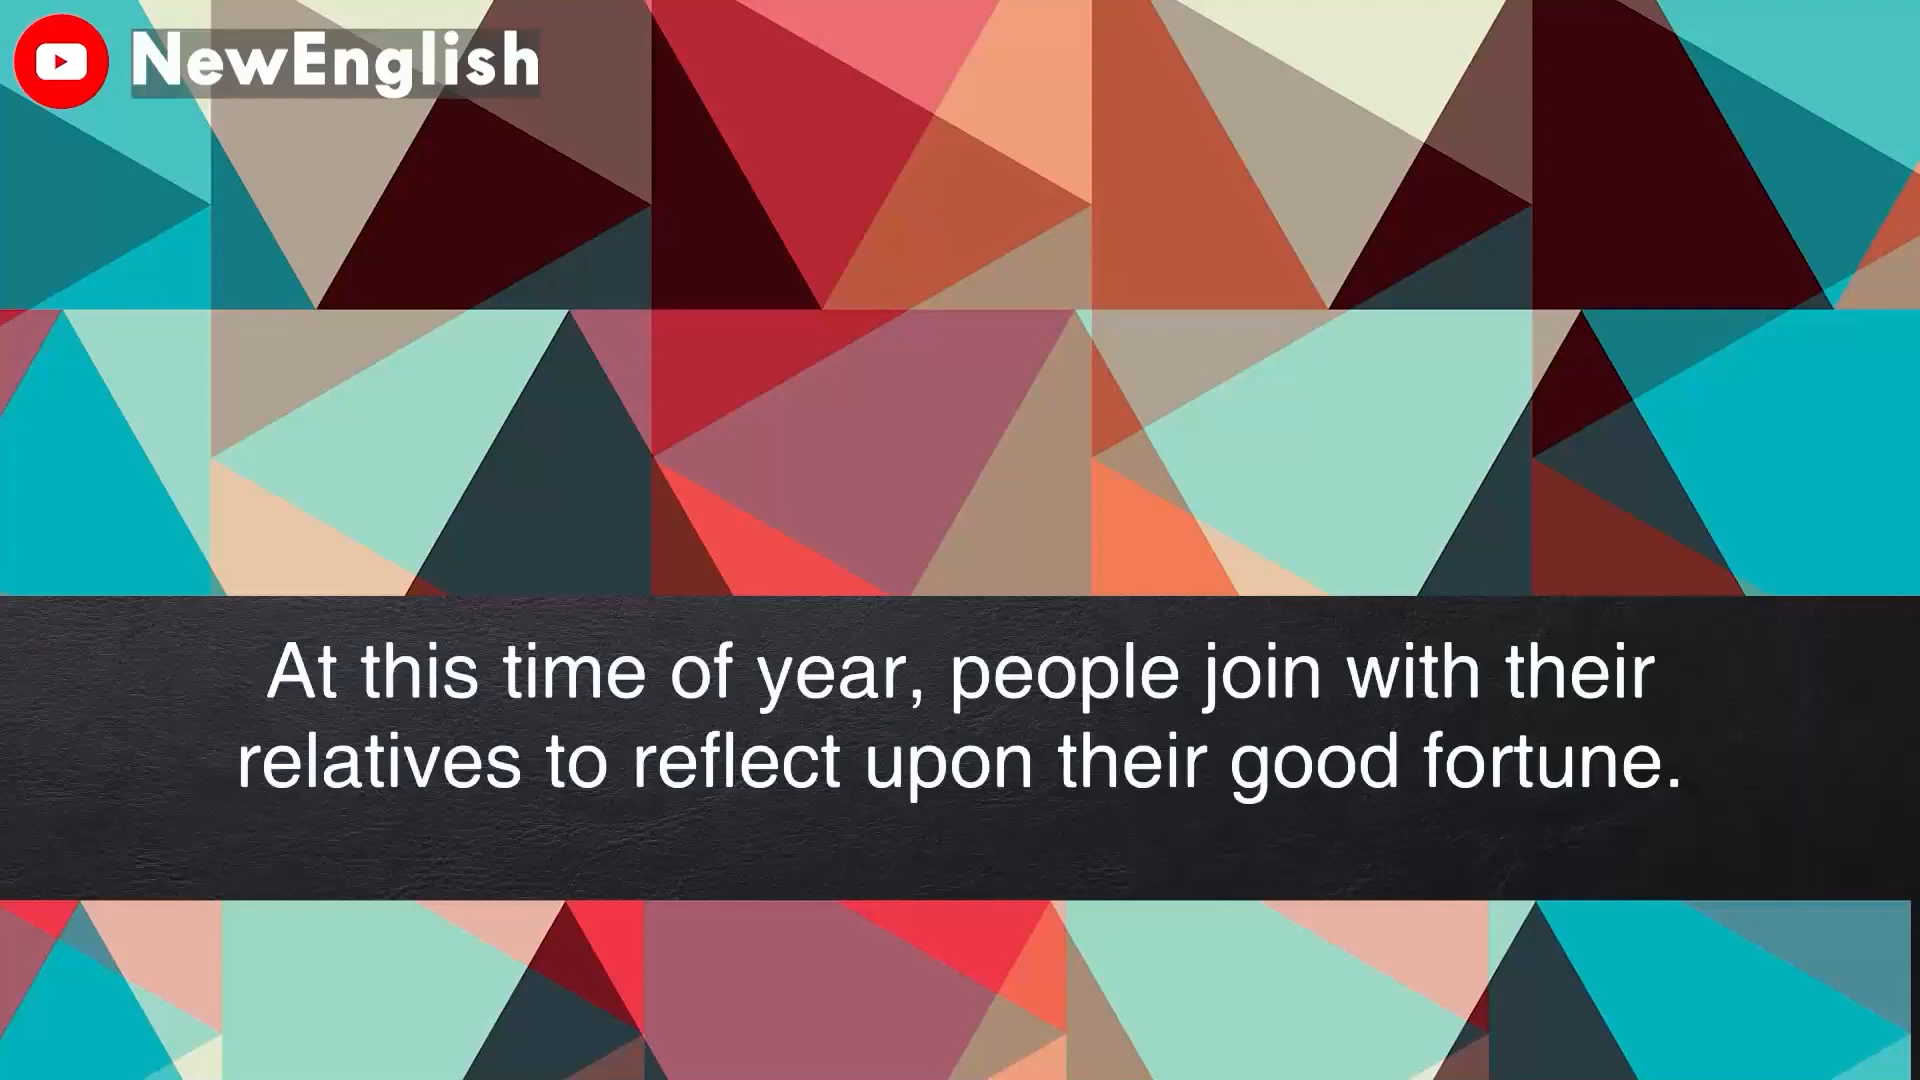 NewEnglish
At this time of year, people join with their
relatives to reflect upon their good fortune.